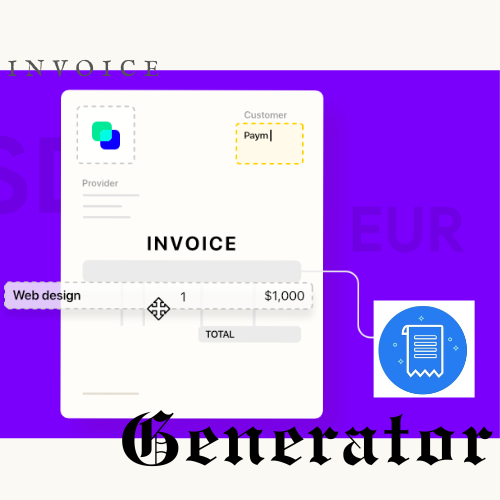 INVOICE
Customer
Paym
Provider
EUR
INVOICE
Web design 1 $1,000
TOTAL
Generator